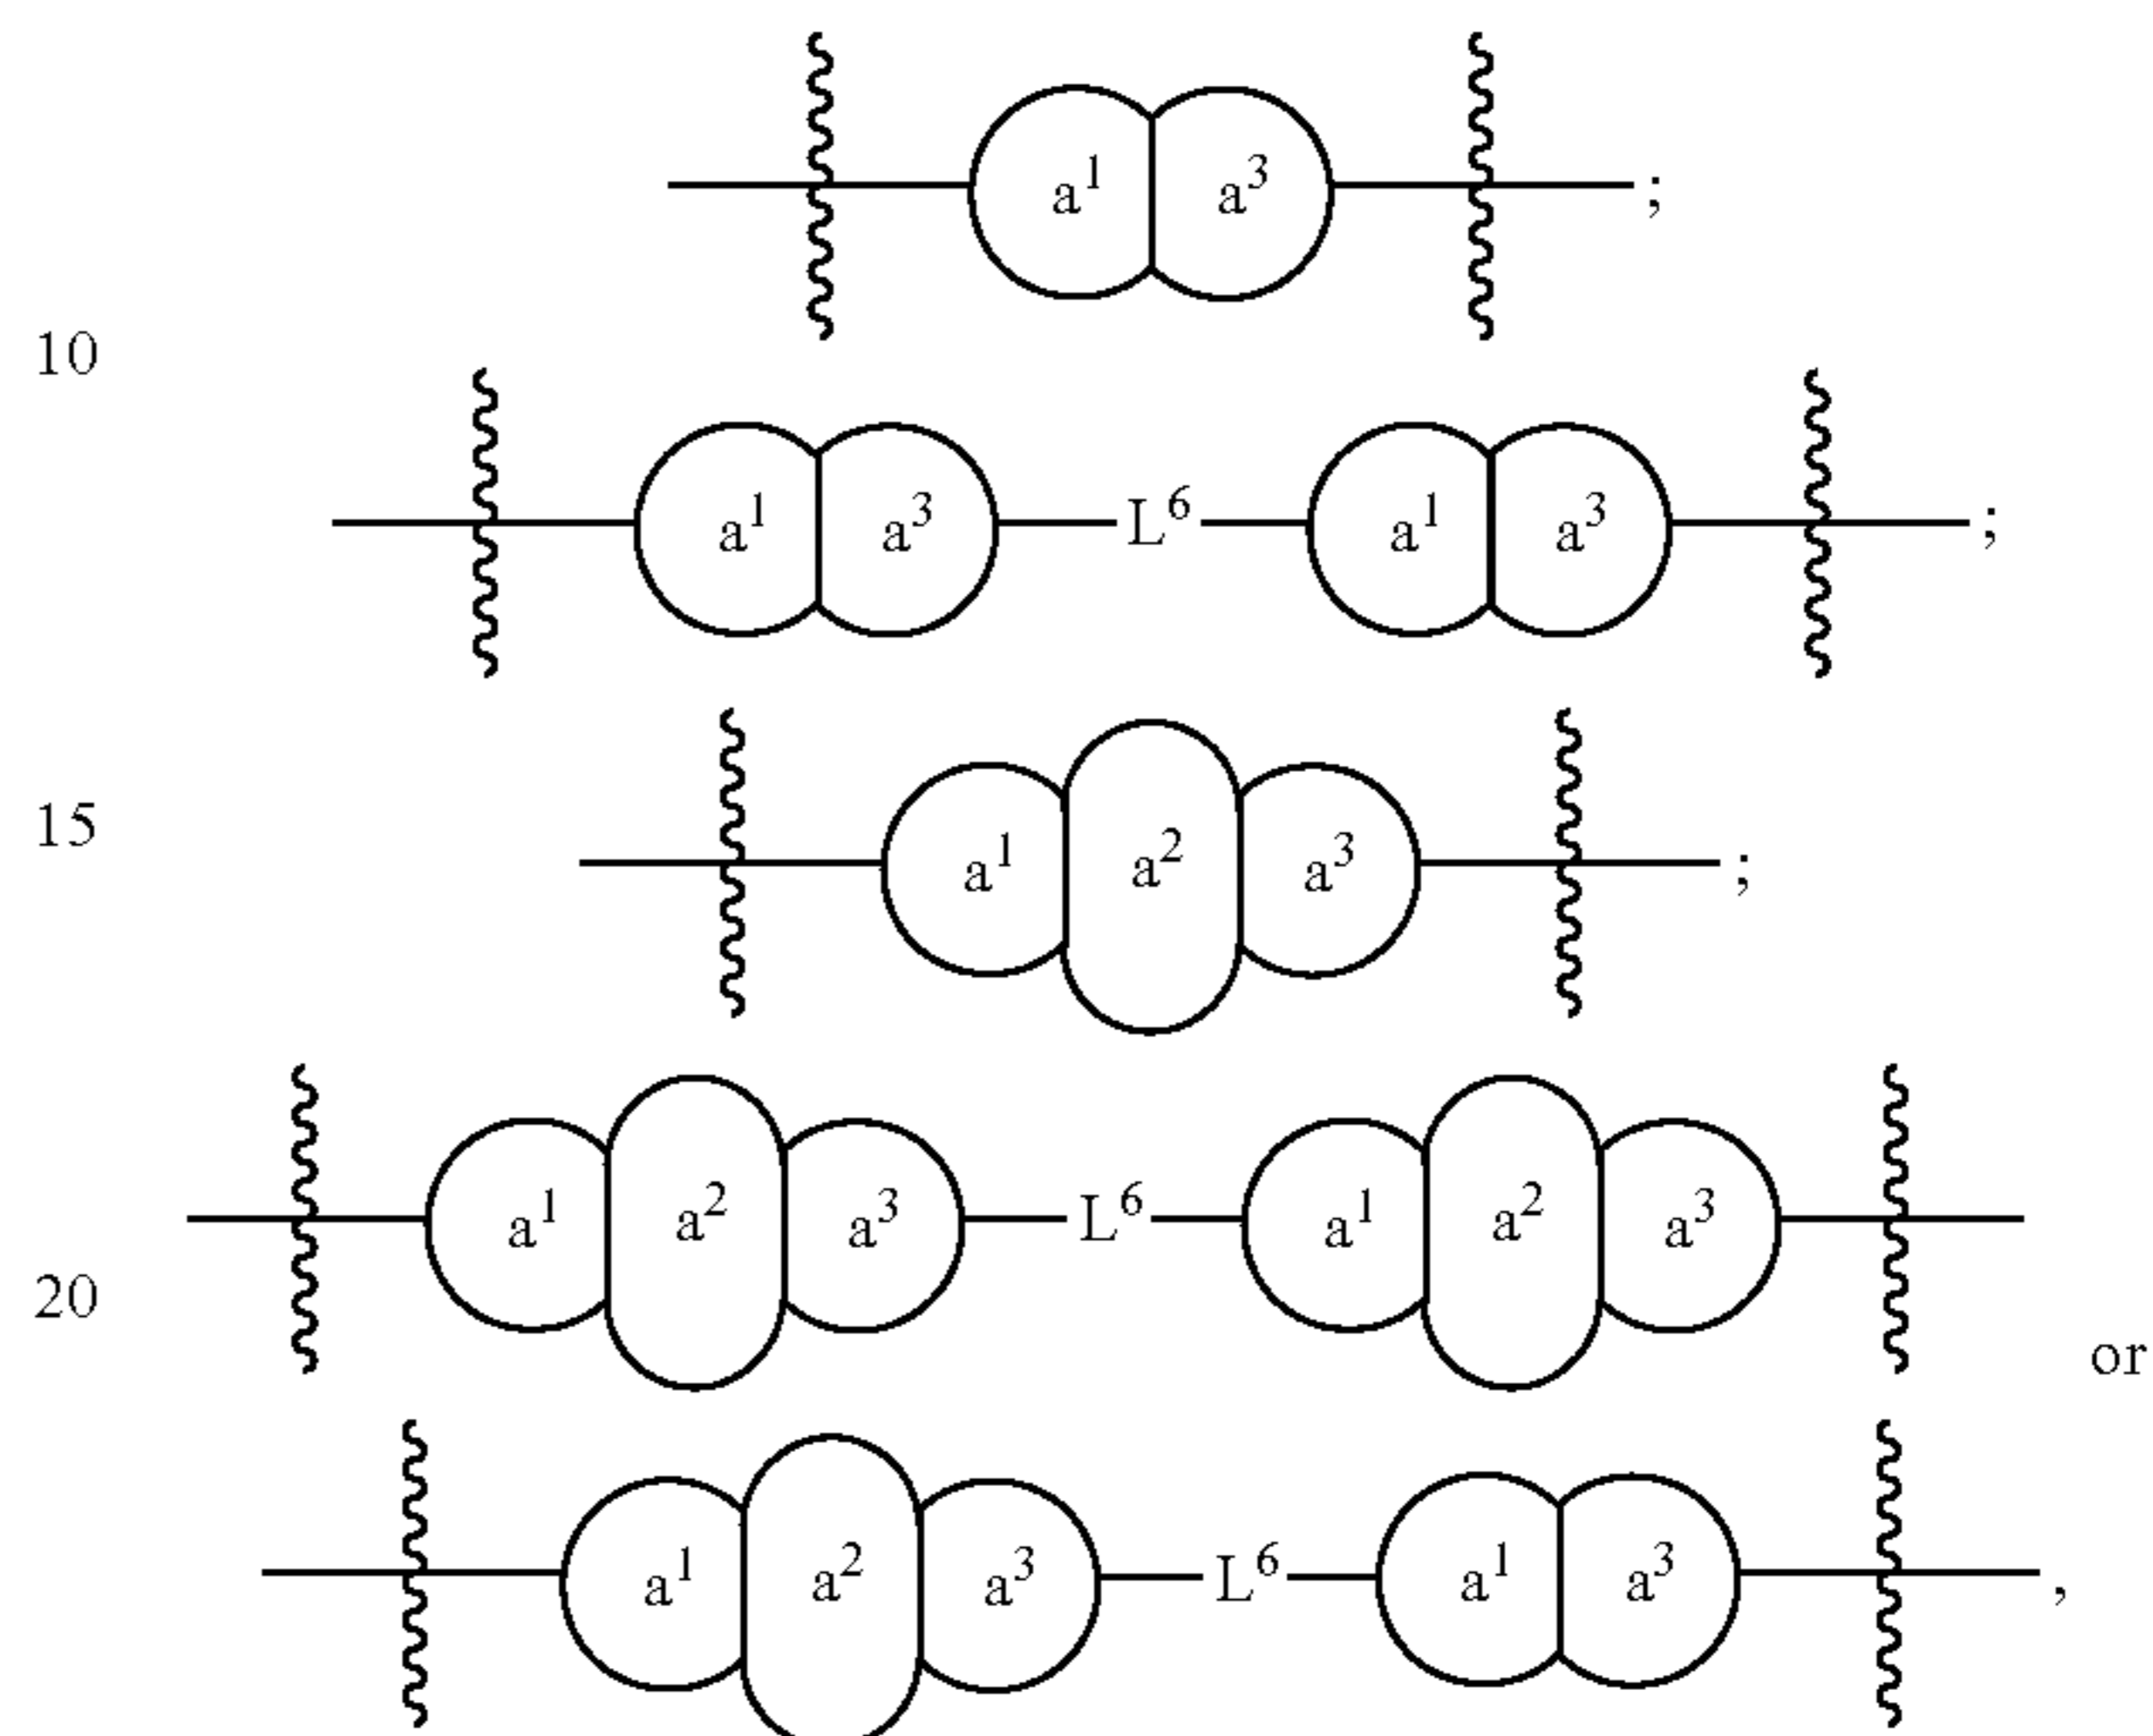 a¹ a³ ;
10
a¹ a³ L⁶ a¹ a³ ;
15
a¹ a² a³ ;
a¹ a² a³ L⁶ a¹ a² a³
20
or
a¹ a² a³ L⁶ a¹ a³ ,